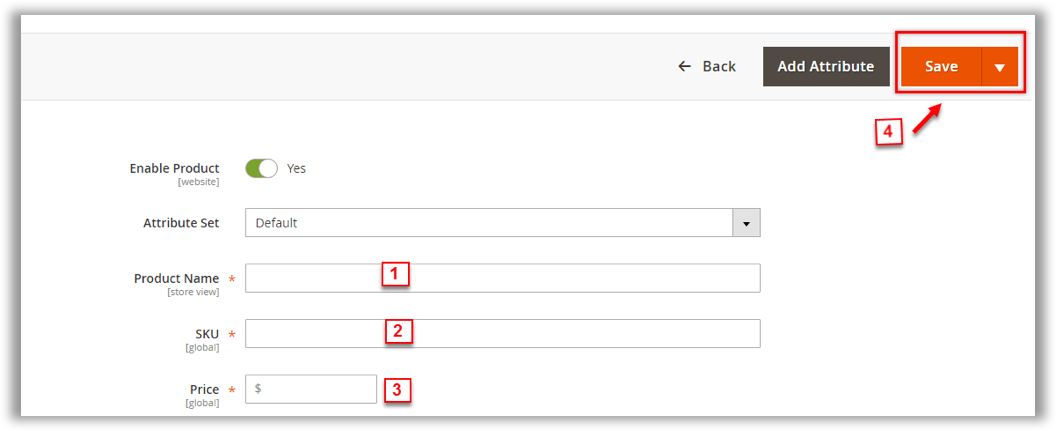 ← Back Add Attribute Save
4
Enable Product Yes
[website]
Attribute Set Default
Product Name * 1
[store view]
SKU * 2
[global]
Price * $ 3
[global]